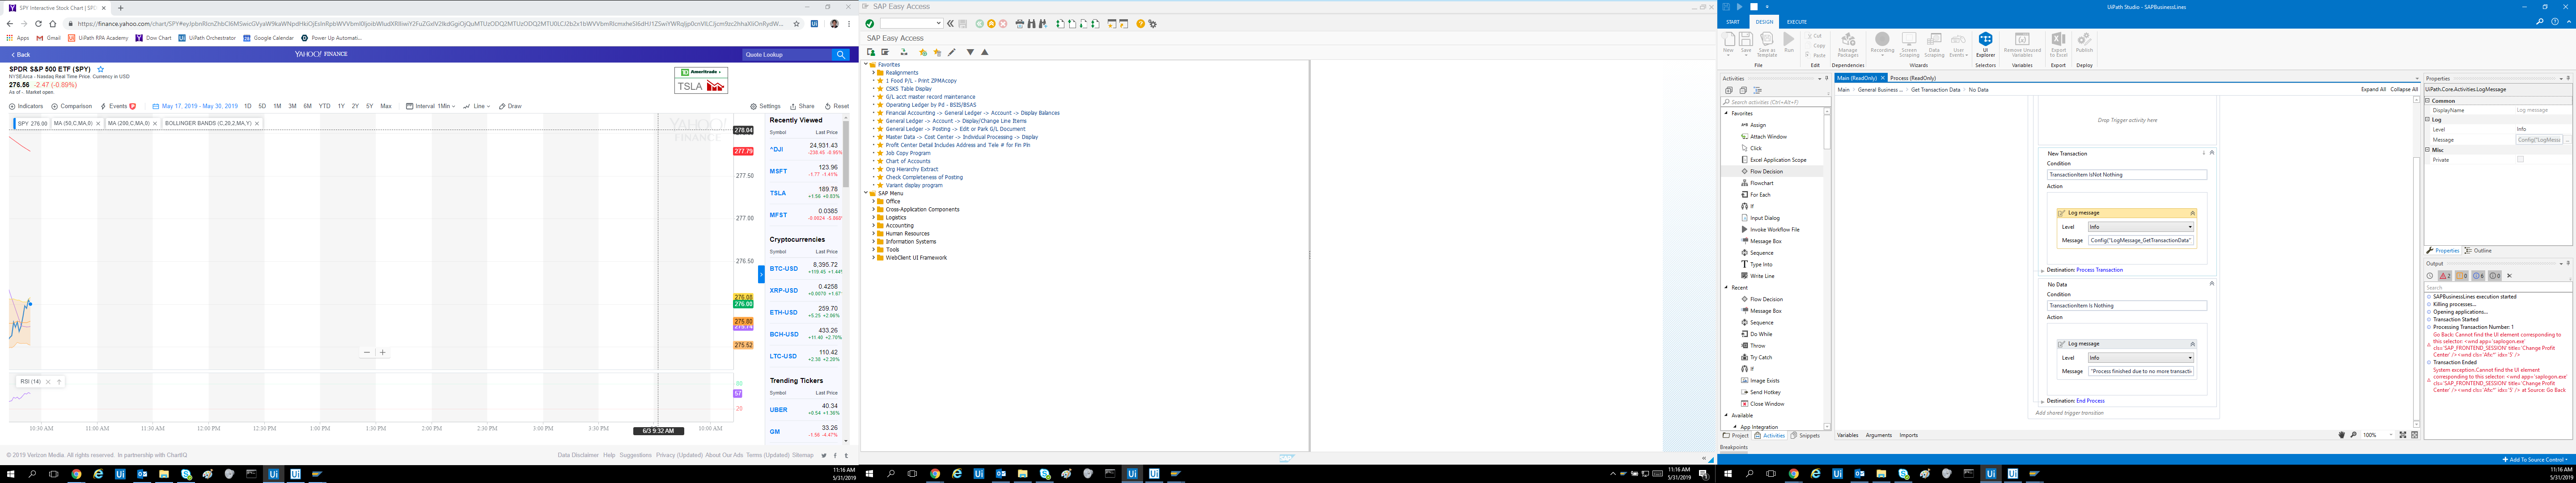 SPY Interactive Stock Chart | SPD
SAP Easy Access
UiPath Studio - SAPBusinessLines
Apps
Gmail
UiPath RPA Academy
Dow Chart
UiPath Orchestrator
Google Calendar
Power Up Automati...
< Back
YAHOO! FINANCE
Quote Lookup
SPDR S&P 500 ETF (SPY)
NYSEArca - Nasdaq Real Time Price. Currency in USD
276.56 -2.47 (-0.89%)
As of . Market open.
Ameritrade
TSLA
Indicators
Comparison
Events
May 17, 2019 - May 30, 2019
1D 5D 1M 3M 6M YTD 1Y 2Y 5Y Max
Interval 1Min
Line
Draw
Settings
Share
Reset
SPY 276.00
MA (50,C,MA,0)
MA (200,C,MA,0)
BOLLINGER BANDS (C,20,2,MA,Y)
YAHOO!
FINANCE
278.04
277.79
277.50
277.00
276.50
276.08
276.00
275.80
275.74
275.52
RSI (14)
80
57
20
10:30 AM 11:00 AM 11:30 AM 12:00 PM 12:30 PM 1:00 PM 1:30 PM 2:00 PM 2:30 PM 3:00 PM 3:30 PM 6/3 9:32 AM 10:00 AM
Recently Viewed
Symbol Last Price
^DJI 24,931.43
-238.45 -0.95%
MSFT 123.96
-1.77 -1.41%
TSLA 189.78
+1.56 +0.83%
MFST 0.0385
Cryptocurrencies
Symbol Last Price
BTC-USD 8,395.72
+119.45 +1.44%
XRP-USD 0.4258
+0.0070 +1.67
ETH-USD 259.70
+5.25 +2.06%
BCH-USD 433.26
+11.40 +2.70%
LTC-USD 110.42
+2.38 +2.20%
Trending Tickers
Symbol Last Price
UBER 40.34
+0.54 +1.36%
GM 33.26
-1.56 -4.47%
© 2019 Verizon Media. All rights reserved. In partnership with ChartIQ
Data Disclaimer Help Suggestions Privacy (Updated) About Our Ads Terms (Updated) Sitemap
11:16 AM
5/31/2019
SAP Easy Access
Favorites
Realignments
1 Food P/L - Print ZPMAcopy
CSKS Table Display
G/L acct master record maintenance
Operating Ledger by Pd - BSIS/BSAS
Financial Accounting -> General Ledger -> Account -> Display Balances
General Ledger -> Account -> Display/Change Line Items
General Ledger -> Posting -> Edit or Park G/L Document
Master Data -> Cost Center -> Individual Processing -> Display
Profit Center Detail Includes Address and Tele # for Fin Pin
Job Copy Program
Chart of Accounts
Org Hierarchy Extract
Check Completeness of Posting
Variant display program
SAP Menu
Office
Cross-Application Components
Logistics
Accounting
Human Resources
Information Systems
Tools
WebClient UI Framework
11:16 AM
5/31/2019
START DESIGN EXECUTE
New
Save
Save as Template
Run
Cut
Copy
Paste
Manage Packages
Recording
Screen Scraping
Data Scraping
User Events
UI Explorer
Remove Unused Variables
Export to Excel
Publish
File Edit Dependencies Wizards Selectors Variables Export Deploy
Activities
Search activities (Ctrl+Alt+F)
Favorites
Assign
Attach Window
Click
Excel Application Scope
Flow Decision
Flowchart
For Each
If
Input Dialog
Invoke Workflow File
Message Box
Sequence
Type Into
Write Line
Recent
Flow Decision
Message Box
Sequence
Do While
Throw
Try Catch
If
Image Exists
Send Hotkey
Close Window
Available
App Integration
Project Activities Snippets
Breakpoints
Main (ReadOnly)
Process (ReadOnly)
Main > General Business ... > Get Transaction Data > No Data
Expand All Collapse All
Drop Trigger activity here
New Transaction
Condition
TransactionItem IsNot Nothing
Action
Log message
Level Info
Message Config("LogMessage_GetTransactionData"
Destination: Process Transaction
No Data
Condition
TransactionItem Is Nothing
Action
Log message
Level Info
Message "Process finished due to no more transacti
Destination: End Process
Add shared trigger transition
Variables Arguments Imports
100%
Properties
UiPath.Core.Activities.LogMessage
Common
DisplayName Log message
Log
Level Info
Message Config("LogMessa
Misc
Private
Properties Outline
Output
2 0 8 0
Search
SAPBusinessLines execution started
Killing processes...
Opening applications...
Transaction Started
Processing Transaction Number: 1
Go Back: Cannot find the UI element corresponding to
this selector: <wnd app='saplogon.exe'
cls='SAP_FRONTEND_SESSION' title='Change Profit
Center' /><wnd cls='Afx:*' idx='5' />
Transaction Ended
System exception.Cannot find the UI element
corresponding to this selector: <wnd app='saplogon.exe'
cls='SAP_FRONTEND_SESSION' title='Change Profit
Center' /><wnd cls='Afx:*' idx='5' /> at Source: Go Back
Add To Source Control
11:16 AM
5/31/2019